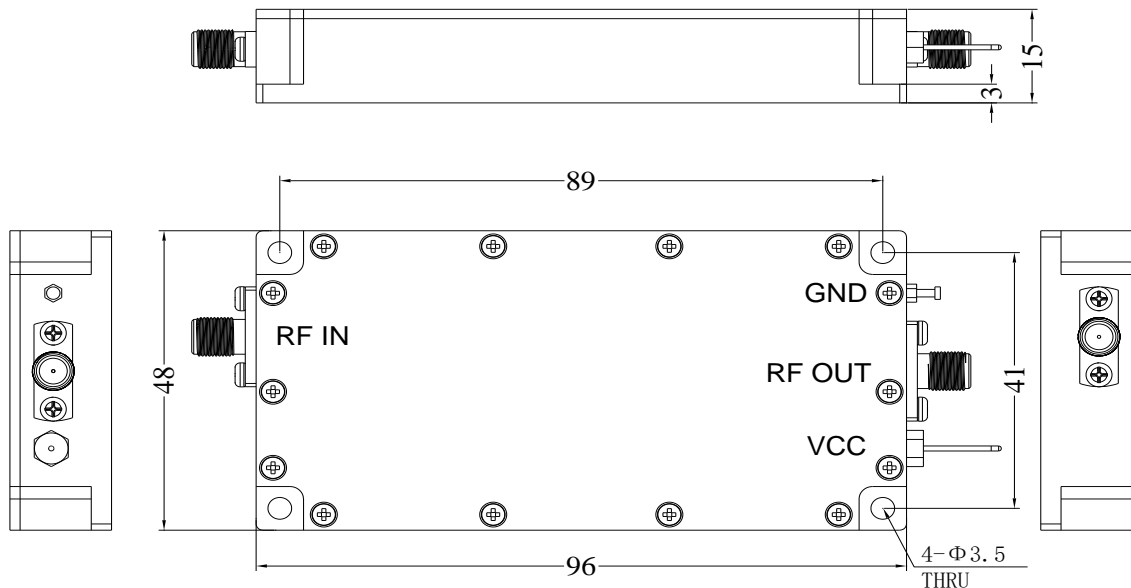 15
3
89
GND
RF IN
48
RF OUT
41
VCC
96
4-Φ3.5
THRU